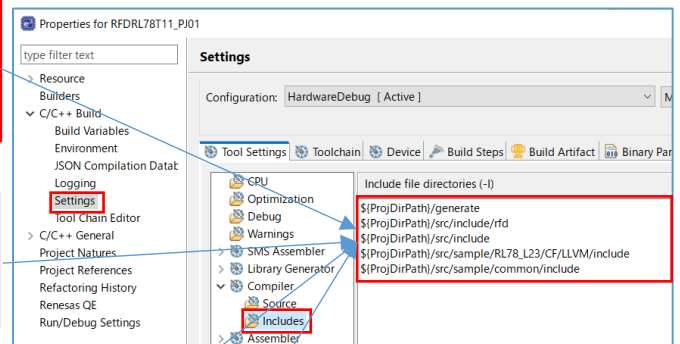 Properties for RFDRL78T11_PJ01
type filter text
Resource
Builders
C/C++ Build
Build Variables
Environment
JSON Compilation Datab
Logging
Settings
Tool Chain Editor
C/C++ General
Project Natures
Project References
Refactoring History
Renesas QE
Run/Debug Settings
Settings
Configuration: HardwareDebug [ Active ]
M
Tool Settings Toolchain Device Build Steps Build Artifact Binary Par
CPU
Optimization
Debug
Warnings
SMS Assembler
Library Generator
Compiler
Source
Includes
Assembler
Include file directories (-I)
${ProjDirPath}/generate
${ProjDirPath}/src/include/rfd
${ProjDirPath}/src/include
${ProjDirPath}/src/sample/RL78_L23/CF/LLVM/include
${ProjDirPath}/src/sample/common/include